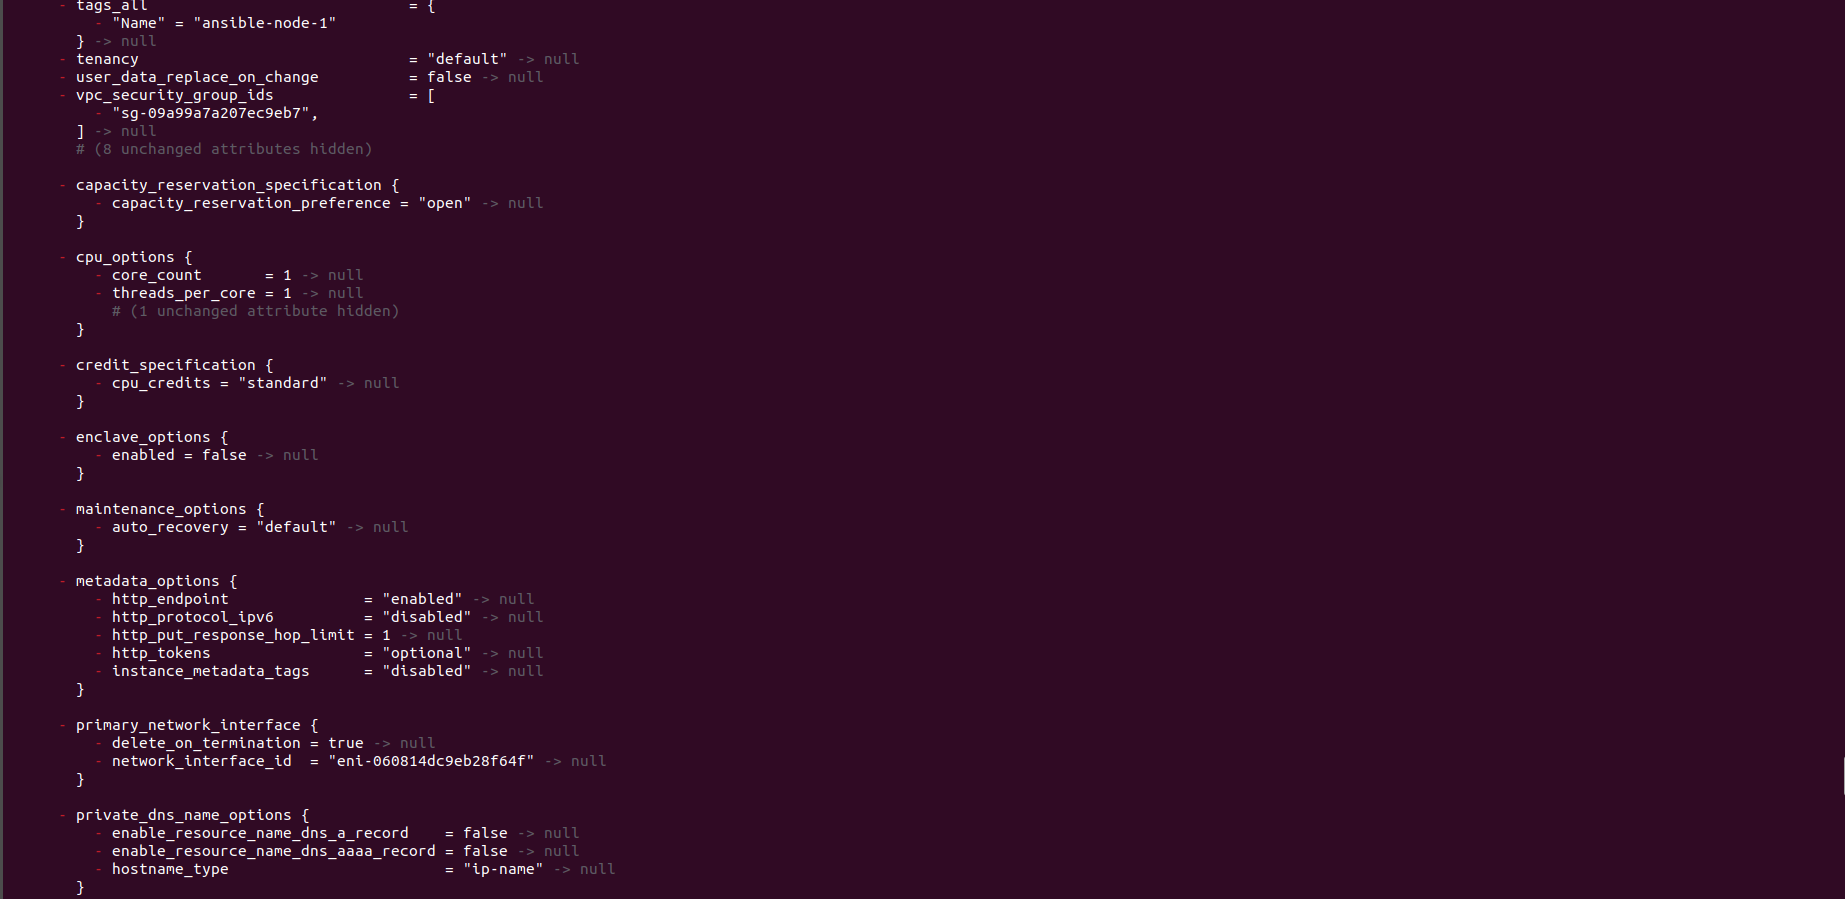 - tags_all                             = {
    - "Name" = "ansible-node-1"
  } -> null
- tenancy                              = "default" -> null
- user_data_replace_on_change          = false -> null
- vpc_security_group_ids               = [
    - "sg-09a99a7a207ec9eb7",
  ] -> null
  # (8 unchanged attributes hidden)

- capacity_reservation_specification {
    - capacity_reservation_preference = "open" -> null
  }

- cpu_options {
    - core_count       = 1 -> null
    - threads_per_core = 1 -> null
      # (1 unchanged attribute hidden)
  }

- credit_specification {
    - cpu_credits = "standard" -> null
  }

- enclave_options {
    - enabled = false -> null
  }

- maintenance_options {
    - auto_recovery = "default" -> null
  }

- metadata_options {
    - http_endpoint               = "enabled" -> null
    - http_protocol_ipv6          = "disabled" -> null
    - http_put_response_hop_limit = 1 -> null
    - http_tokens                 = "optional" -> null
    - instance_metadata_tags      = "disabled" -> null
  }

- primary_network_interface {
    - delete_on_termination = true -> null
    - network_interface_id  = "eni-060814dc9eb28f64f" -> null
  }

- private_dns_name_options {
    - enable_resource_name_dns_a_record    = false -> null
    - enable_resource_name_dns_aaaa_record = false -> null
    - hostname_type                        = "ip-name" -> null
  }